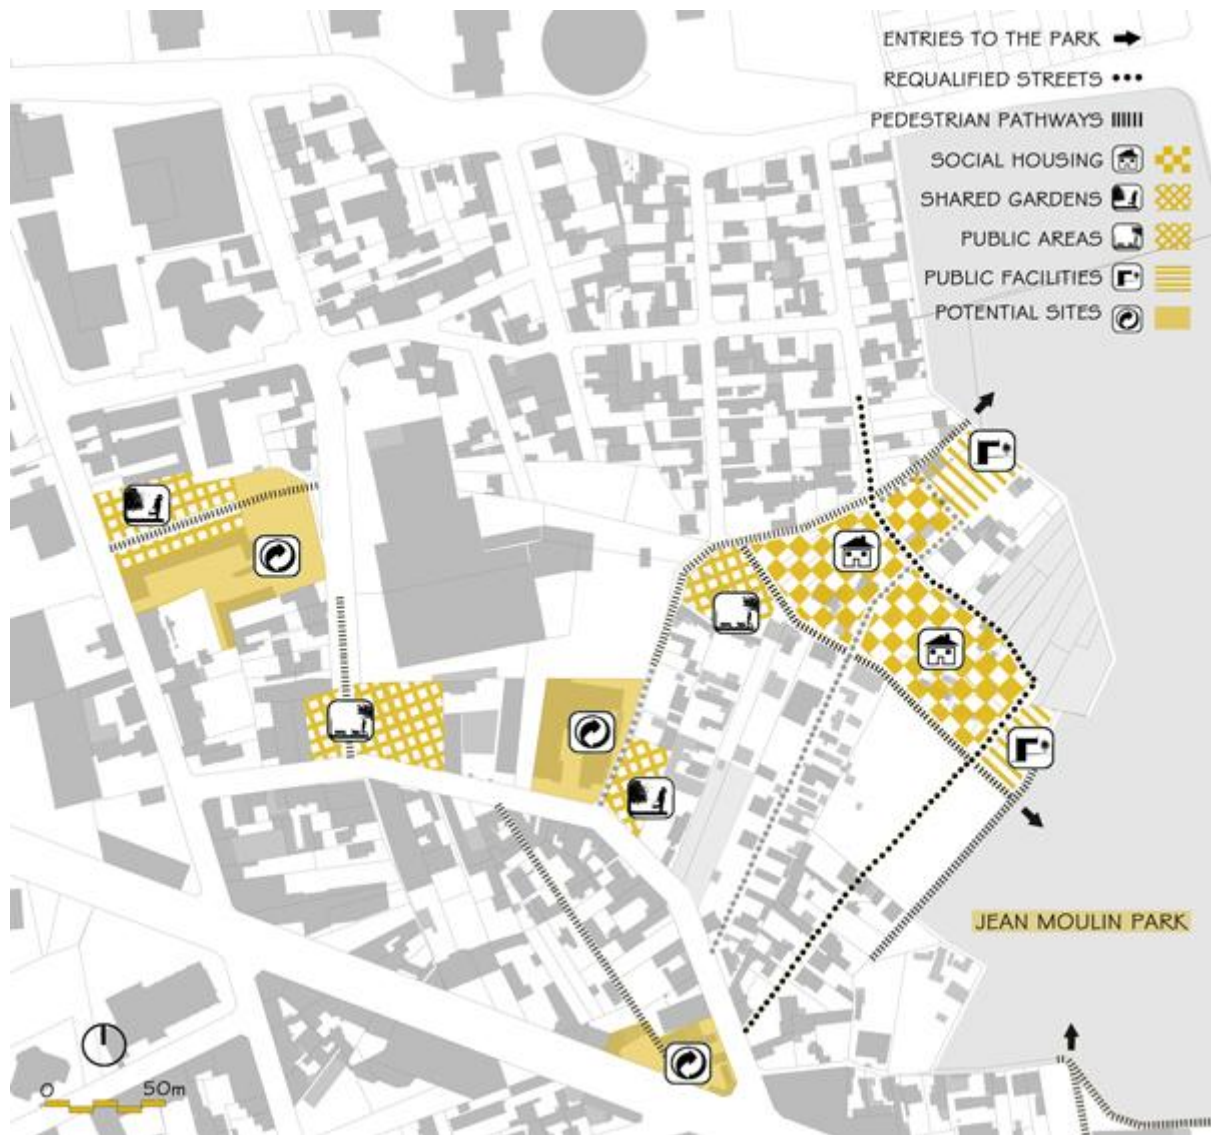 ENTRIES TO THE PARK
REQUALIFIED STREETS
PEDESTRIAN PATHWAYS
SOCIAL HOUSING
SHARED GARDENS
PUBLIC AREAS
PUBLIC FACILITIES
POTENTIAL SITES
JEAN MOULIN PARK
0 50m